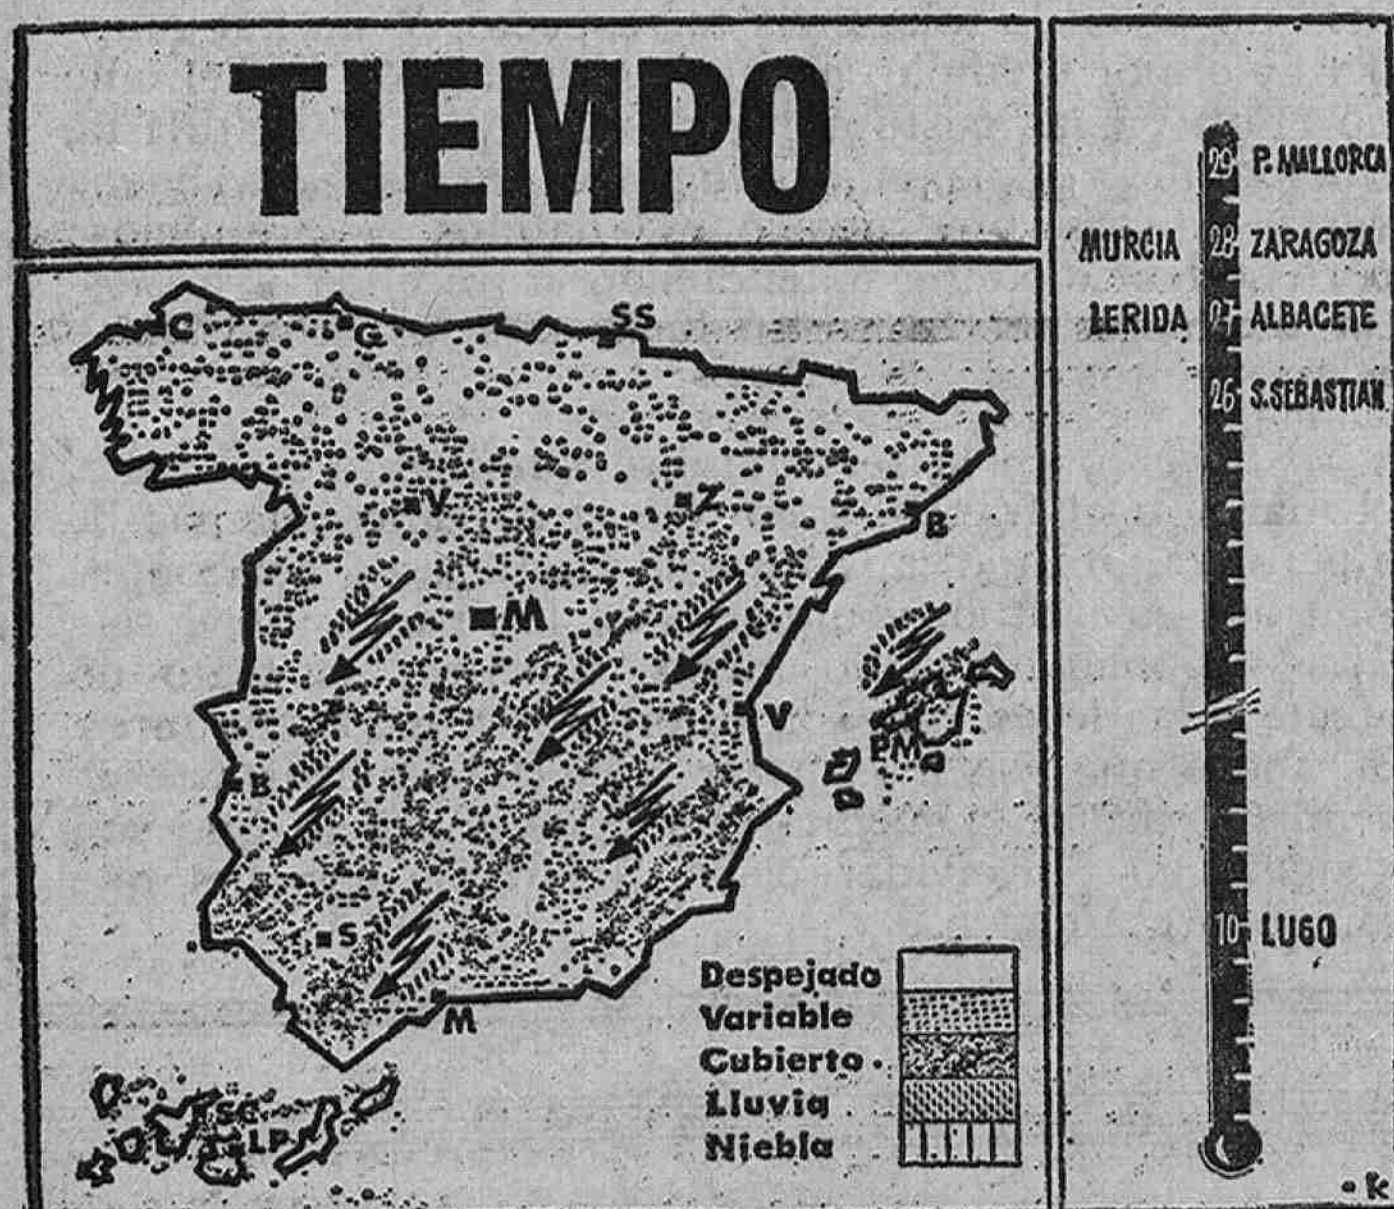 TIEMPO
C
G
SS
V
Z
B
M
V
PM
B
S
M
SC
LP
Despejado
Variable
Cubierto
Lluvia
Niebla
29 P. MALLORCA
MURCIA 28 ZARAGOZA
LERIDA 27 ALBACETE
26 S.SEBASTIAN
10 LUGO
K